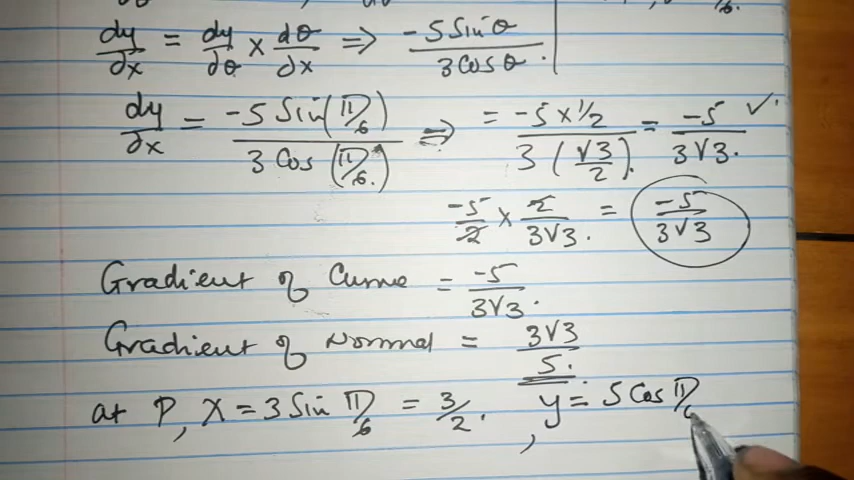 dy/dx = dy/dθ × dθ/dx ⇒ -5 Sin θ / 3 Cos θ.
dy/dx = -5 Sin(π/6) / 3 Cos(π/6.) ⇒ = -5 × 1/2 / 3(√3/2). = -5 / 3√3. ✓.
-5/2 × 2/3√3. = -5/3√3
Gradient of Curve = -5/3√3.
Gradient of Normal = 3√3/5.
at P, X = 3 Sin π/6 = 3/2. , y = 5 Cos π/6